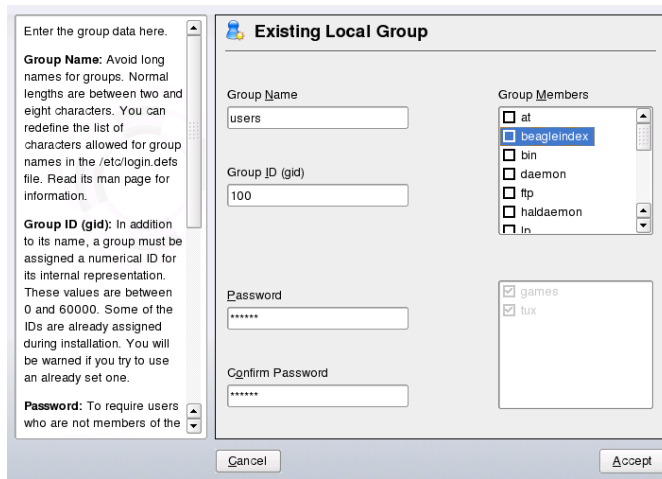 Enter the group data here.
Group Name: Avoid long
names for groups. Normal
lengths are between two and
eight characters. You can
redefine the list of
characters allowed for group
names in the /etc/login.defs
file. Read its man page for
information.
Group ID (gid): In addition
to its name, a group must be
assigned a numerical ID for
its internal representation.
These values are between
0 and 60000. Some of the
IDs are already assigned
during installation. You will
be warned if you try to use
an already set one.
Password: To require users
who are not members of the
Existing Local Group
Group Name
users
Group ID (gid)
100
Password
******
Confirm Password
******
Group Members
at
beagleindex
bin
daemon
ftp
haldaemon
lp
games
tux
Cancel
Accept